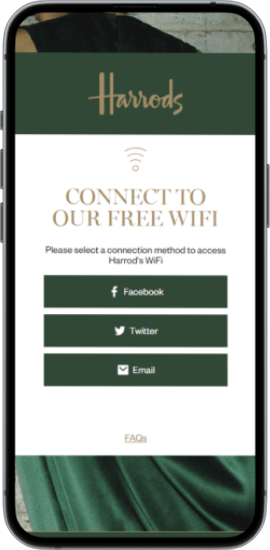 Harrods
CONNECT TO
OUR FREE WIFI
Please select a connection method to access
Harrod's WiFi
Facebook
Twitter
Email
FAQs